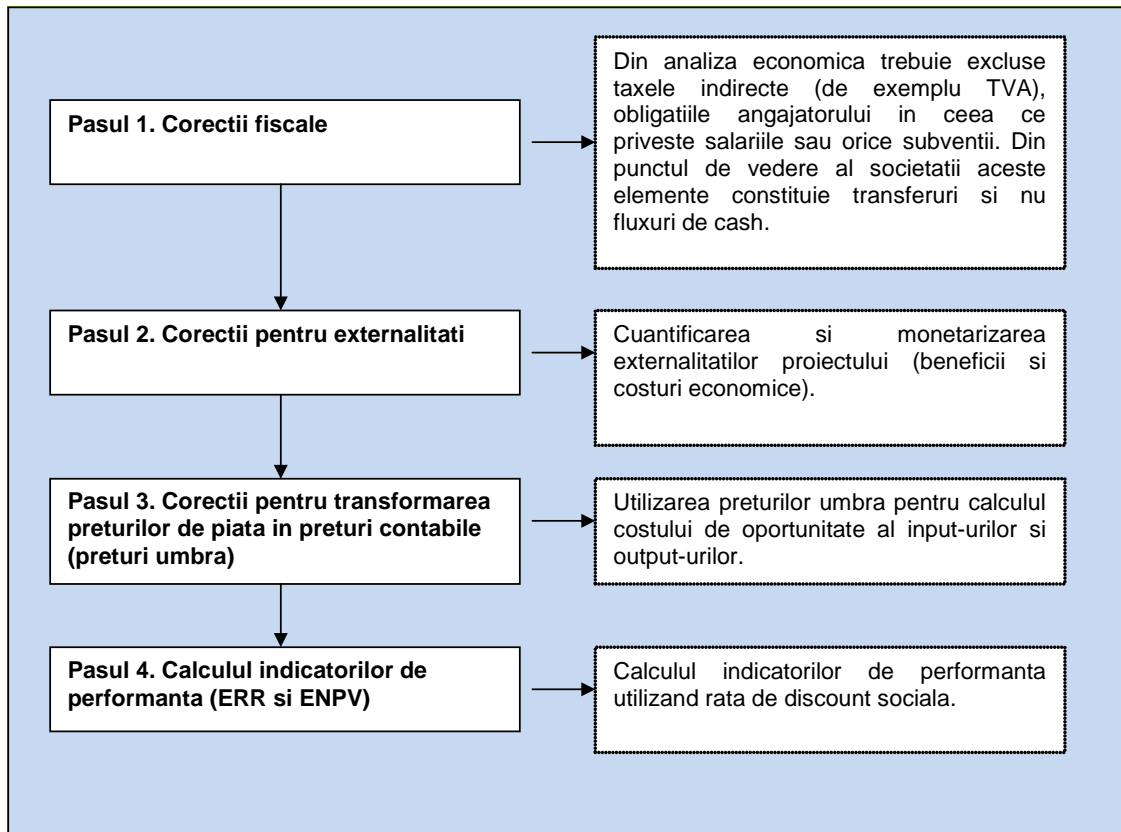 Pasul 1. Corectii fiscale
Din analiza economica trebuie excluse
taxele indirecte (de exemplu TVA),
obligatiile angajatorului in ceea ce
priveste salariile sau orice subventii. Din
punctul de vedere al societatii aceste
elemente constituie transferuri si nu
fluxuri de cash.
Pasul 2. Corectii pentru externalitati
Cuantificarea si monetarizarea
externalitatilor proiectului (beneficii si
costuri economice).
Pasul 3. Corectii pentru transformarea
preturilor de piata in preturi contabile
(preturi umbra)
Utilizarea preturilor umbra pentru calculul
costului de oportunitate al input-urilor si
output-urilor.
Pasul 4. Calculul indicatorilor de
performanta (ERR si ENPV)
Calculul indicatorilor de performanta
utilizand rata de discount sociala.